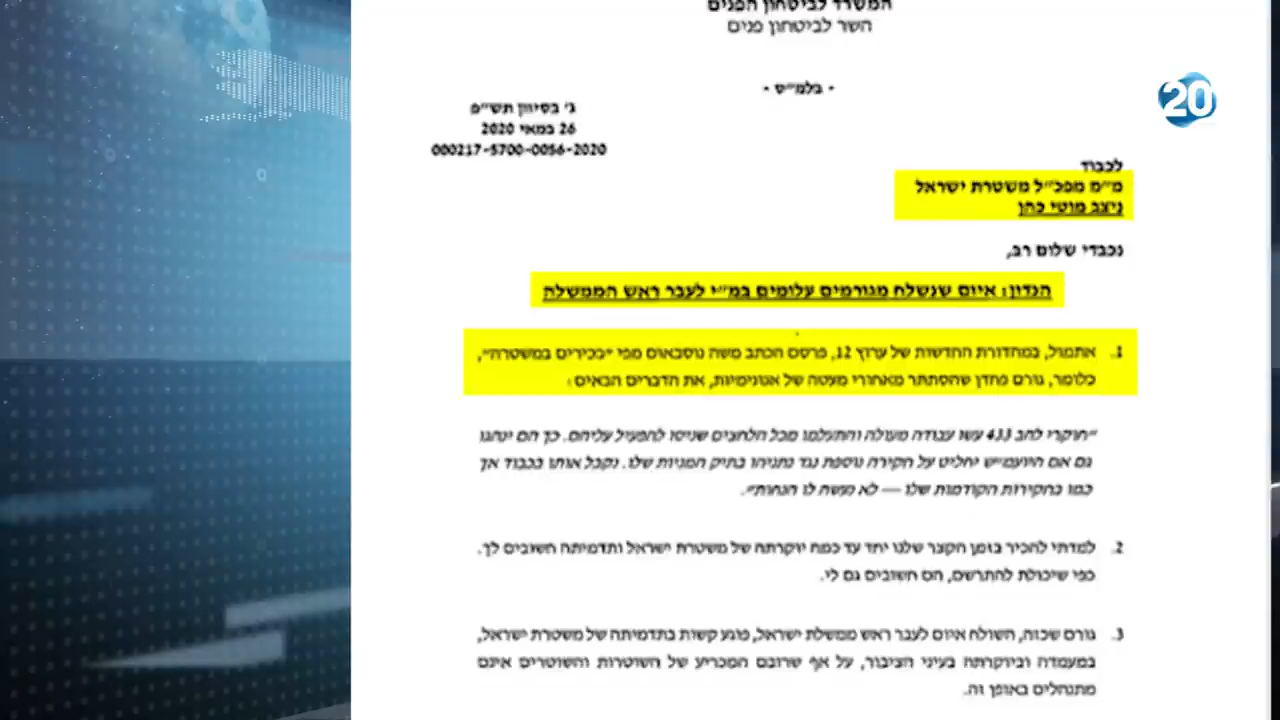 המשרד לביטחון הפנים
השר לביטחון פנים
20
- בלמ"ס -
ג' בסיוון תש"פ
26 במאי 2020
000217-5700-0056-2020
לכבוד
מ"מ מפכ"ל משטרת ישראל
ניצב מוטי כהן
נכבדי שלום רב,
הנדון: איום שנשלח מגורמים עלומים במ"י לעבר ראש הממשלה
1. אתמול, במהדורת החדשות של ערוץ 12, פרסם הכתב משה נוסבאום מפי "בכירים במשטרה",
כלומר, גורם פחדן שהסתתר מאחורי מעטה של אנונימיות, את הדברים הבאים:
"חוקרי להב 433 עשו עבודה מעולה והתעלמו מכל הלחצים שניסו להפעיל עליהם. כך הם ינהגו
גם אם היועמ"ש יחליט על חקירה נוספת נגד נתניהו בתיק המניות שלו. נקבל אותו בכבוד אך
כמו בחקירות הקודמות שלו — לא נעשה לו הנחות".
2. למדתי להכיר בזמן הקצר שלנו יחד עד כמה יוקרתה של משטרת ישראל ותדמיתה חשובים לך.
כפי שיכולת להתרשם, הם חשובים גם לי.
3. גורם שכזה, השולח איום לעבר ראש ממשלת ישראל, פוגע קשות בתדמיתה של משטרת ישראל,
במעמדה וביוקרתה בעיני הציבור, על אף שרובם המכריע של השוטרות והשוטרים אינם
מתנהלים באופן זה.